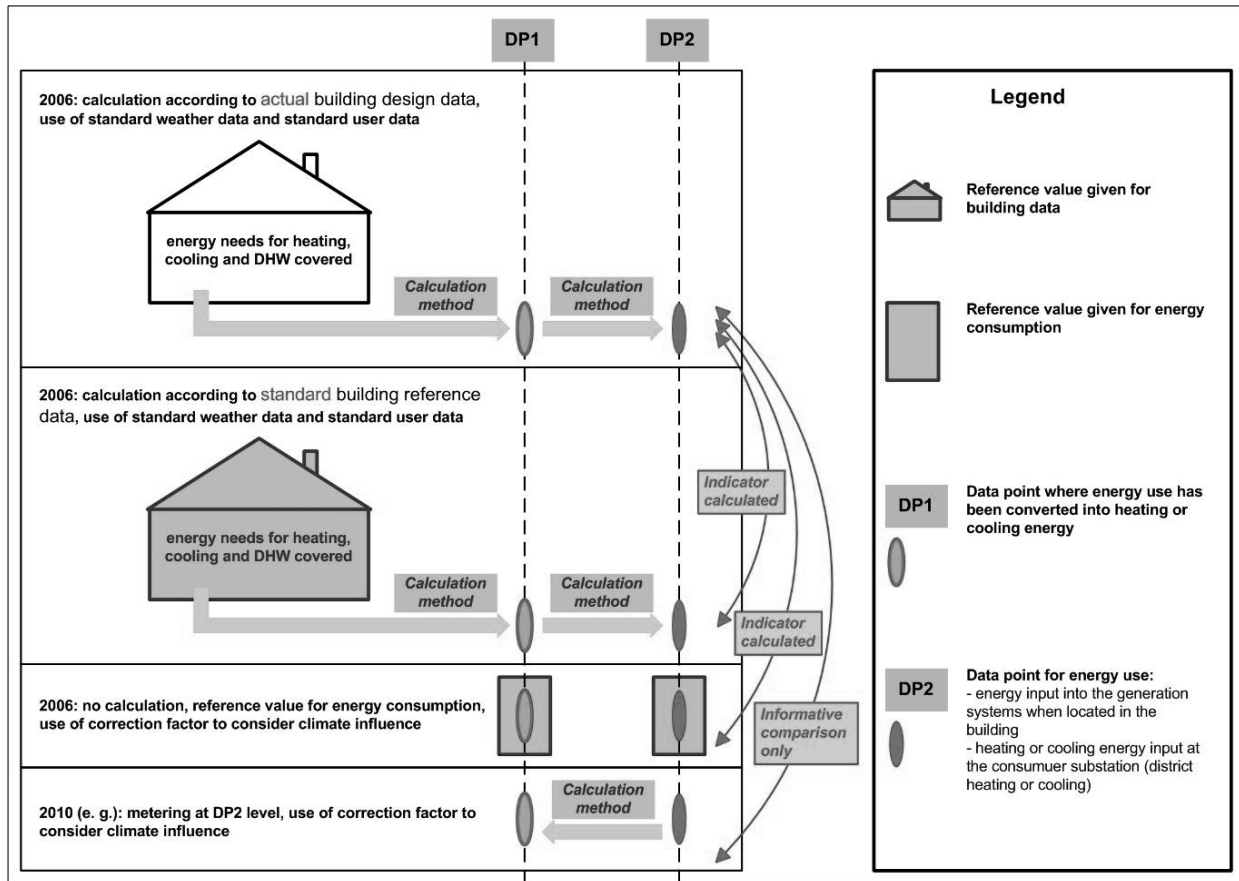 DP1
DP2
2006: calculation according to actual building design data,
use of standard weather data and standard user data
energy needs for heating,
cooling and DHW covered
Calculation
method
Calculation
method
2006: calculation according to standard building reference
data, use of standard weather data and standard user data
energy needs for heating,
cooling and DHW covered
Calculation
method
Calculation
method
2006: no calculation, reference value for energy consumption,
use of correction factor to consider climate influence
2010 (e. g.): metering at DP2 level, use of correction factor to
consider climate influence
Calculation
method
Indicator
calculated
Indicator
calculated
Informative
comparison
only
Legend
Reference value given for
building data
Reference value given for energy
consumption
DP1
Data point where energy use has
been converted into heating or
cooling energy
DP2
Data point for energy use:
- energy input into the generation
systems when located in the
building
- heating or cooling energy input at
the consumuer substation (district
heating or cooling)